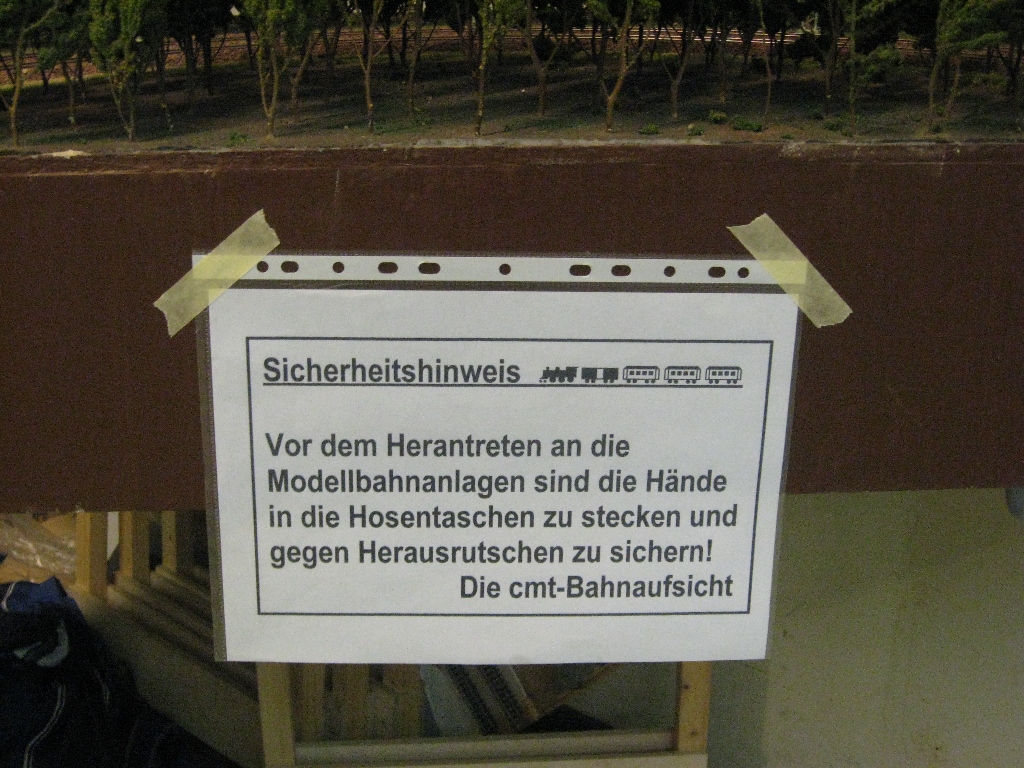 Sicherheitshinweis
Vor dem Herantreten an die
Modellbahnanlagen sind die Hände
in die Hosentaschen zu stecken und
gegen Herausrutschen zu sichern!
Die cmt-Bahnaufsicht